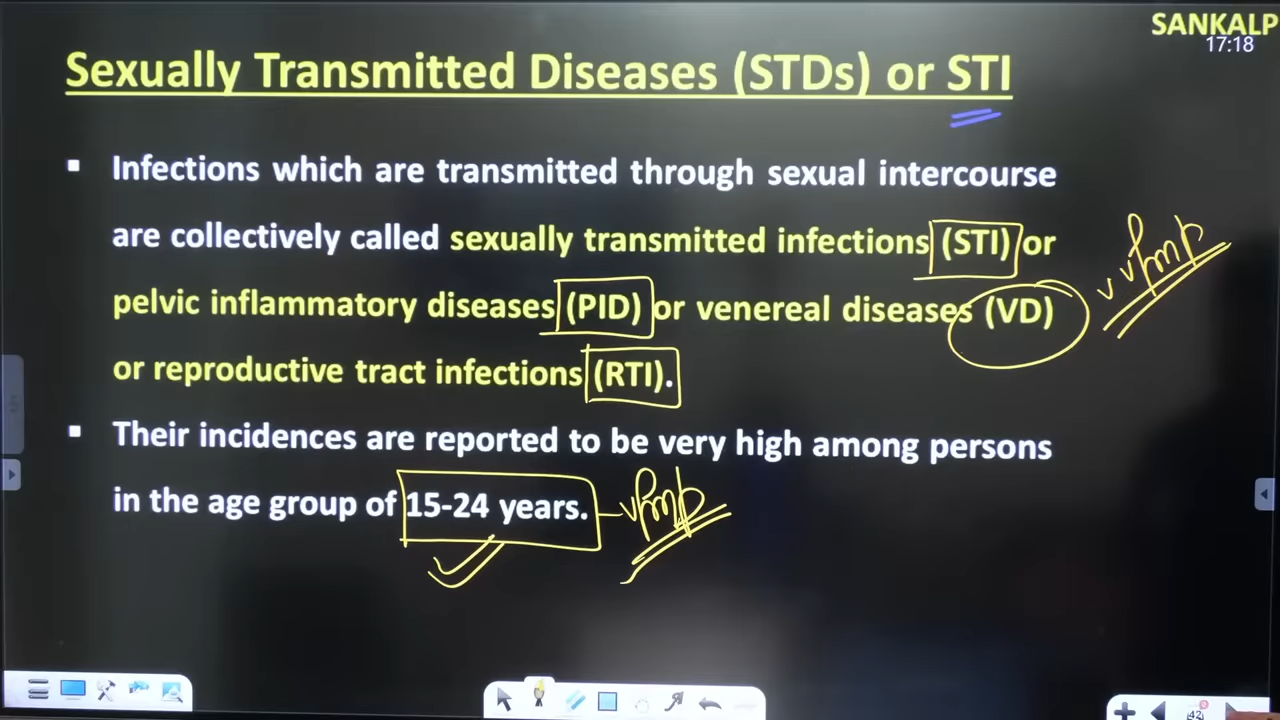 SANKALP
17:18
Sexually Transmitted Diseases (STDs) or STI
▪ Infections which are transmitted through sexual intercourse
are collectively called sexually transmitted infections (STI) or
pelvic inflammatory diseases (PID) or venereal diseases (VD)
or reproductive tract infections (RTI).
▪ Their incidences are reported to be very high among persons
in the age group of 15-24 years.
42